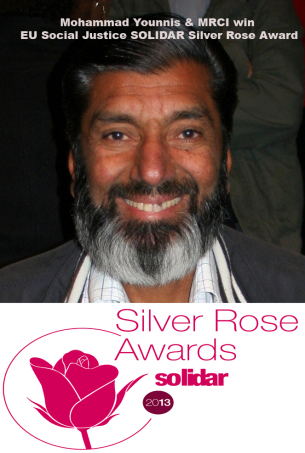 Mohammad Younnis & MRCI win
EU Social Justice SOLIDAR Silver Rose Award
Silver Rose
Awards
solidar
2013